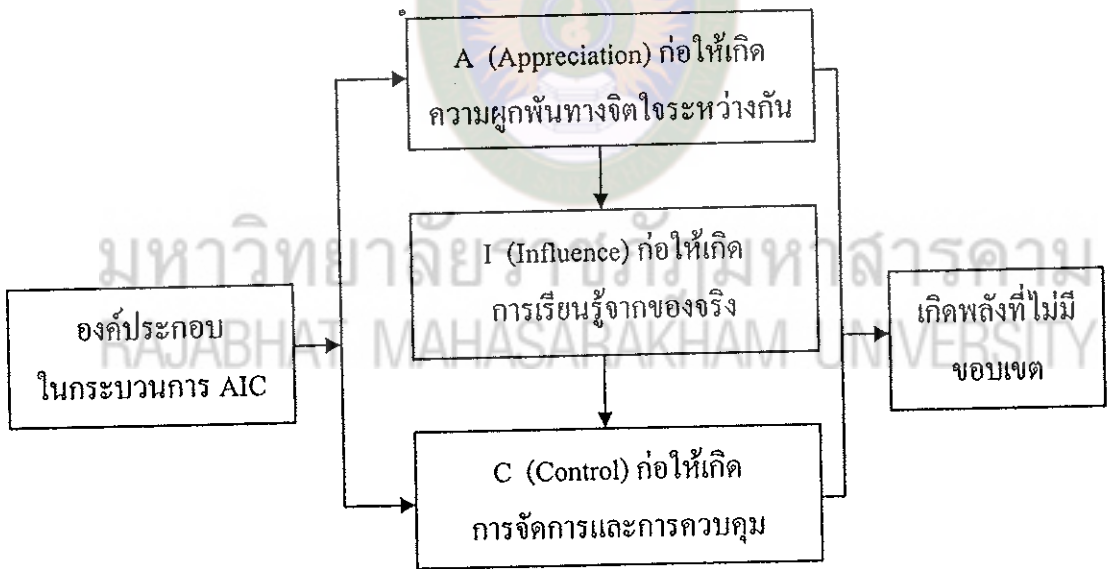 A (Appreciation) ก่อให้เกิด
ความผูกพันทางจิตใจระหว่างกัน
I (Influence) ก่อให้เกิด
การเรียนรู้จากของจริง
มหาวิทยาลัยราชภัฏมหาสารคาม
RAJABHAT MAHASARAKHAM UNIVERSITY
องค์ประกอบ
ในกระบวนการ AIC
เกิดพลังที่ไม่มี
ขอบเขต
C (Control) ก่อให้เกิด
การจัดการและการควบคุม